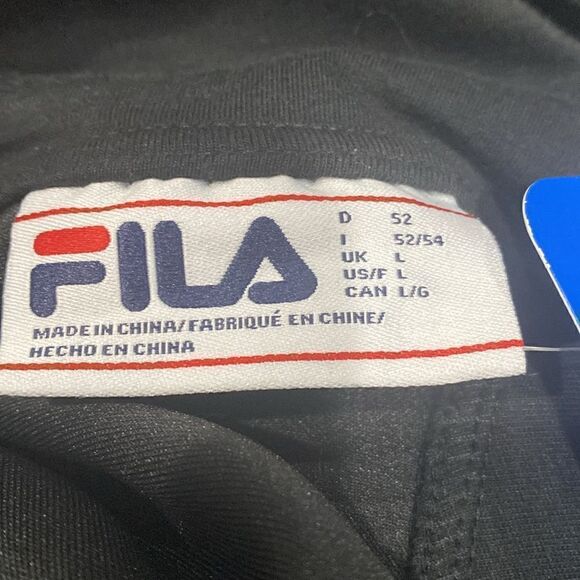 FILA
D 52
I 52/54
UK L
US/F L
CAN L/G
MADE IN CHINA/FABRIQUÉ EN CHINE/
HECHO EN CHINA